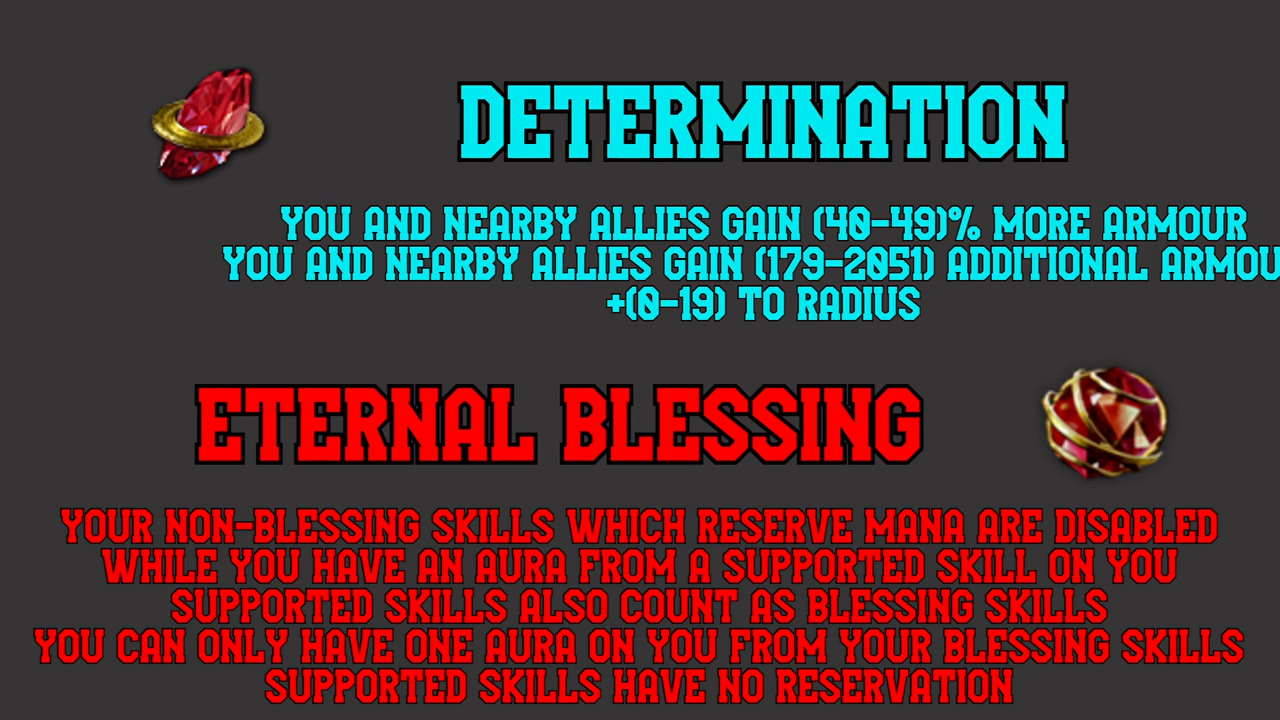 DETERMINATION
YOU AND NEARBY ALLIES GAIN (40-49)% MORE ARMOUR
YOU AND NEARBY ALLIES GAIN (179-2051) ADDITIONAL ARMOU
+(0-19) TO RADIUS
ETERNAL BLESSING
YOUR NON-BLESSING SKILLS WHICH RESERVE MANA ARE DISABLED
WHILE YOU HAVE AN AURA FROM A SUPPORTED SKILL ON YOU
SUPPORTED SKILLS ALSO COUNT AS BLESSING SKILLS
YOU CAN ONLY HAVE ONE AURA ON YOU FROM YOUR BLESSING SKILLS
SUPPORTED SKILLS HAVE NO RESERVATION